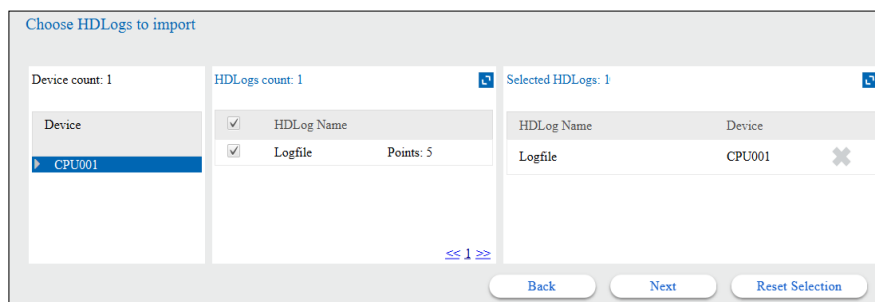 Choose HDLogs to import
Device count: 1
HDLogs count: 1
Selected HDLogs: 1
Device
HDLog Name
HDLog Name Device
CPU001
Logfile Points: 5
Logfile CPU001
<< 1 >>
Back Next Reset Selection